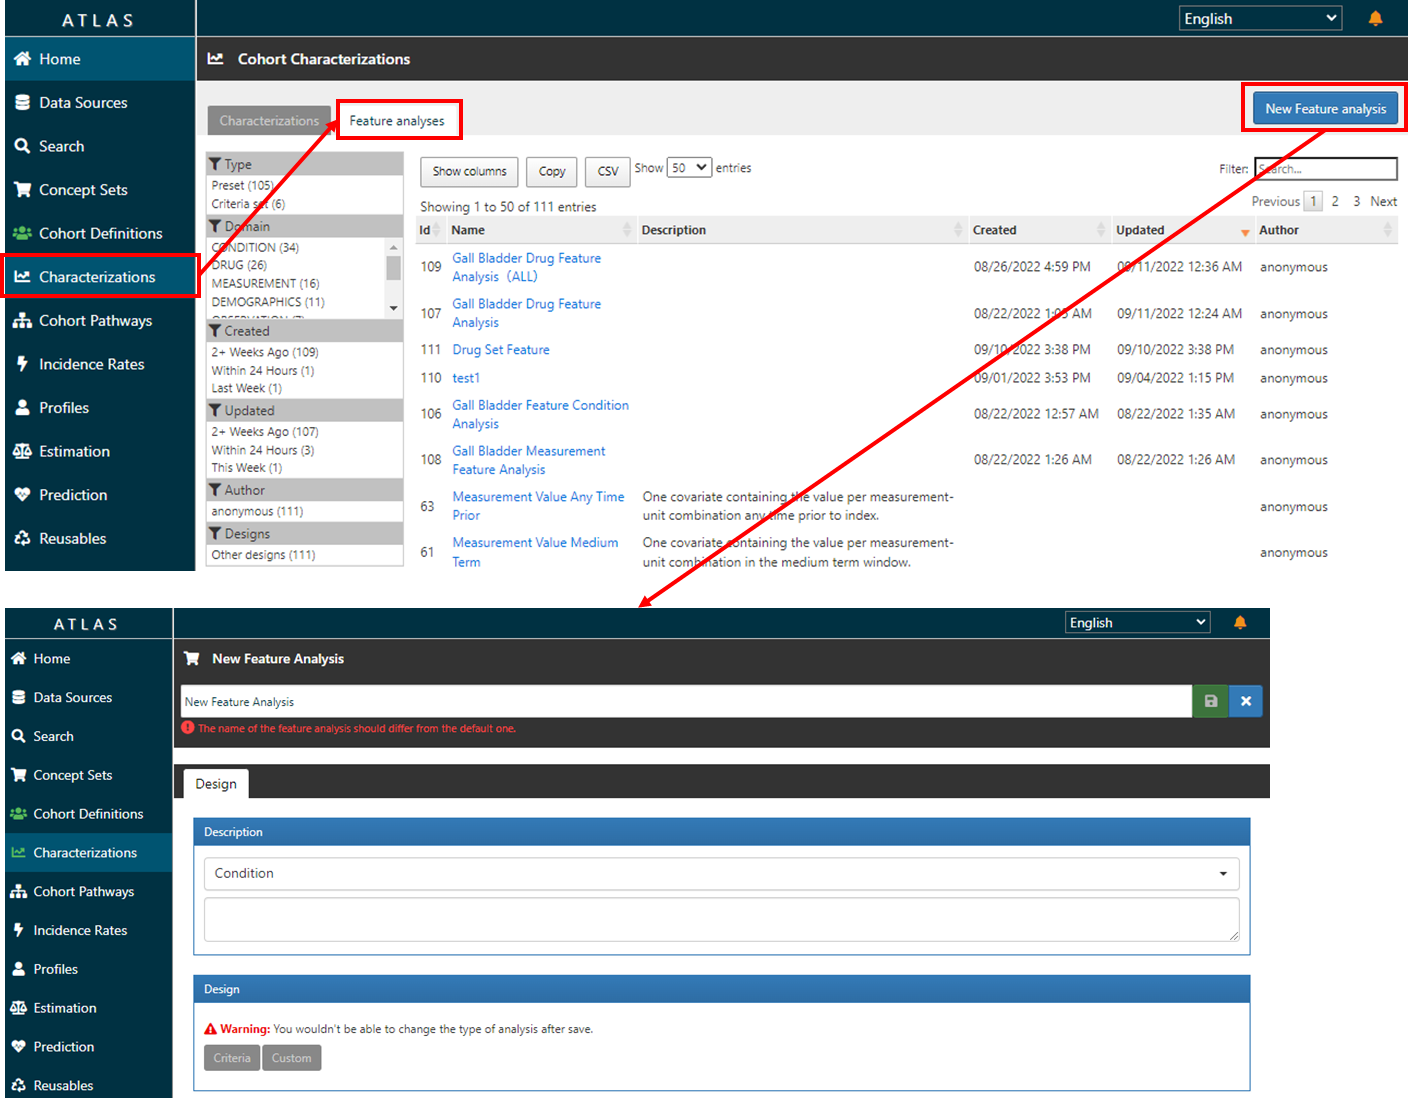 ATLAS
English
Home
Cohort Characterizations
Data Sources
Search
Concept Sets
Cohort Definitions
Characterizations
Cohort Pathways
Incidence Rates
Profiles
Estimation
Prediction
Reusables
Characterizations
Feature analyses
New Feature analysis
Type
Preset (105)
Criteria set (6)
Domain
CONDITION (34)
DRUG (26)
MEASUREMENT (16)
DEMOGRAPHICS (11)
Created
2+ Weeks Ago (109)
Within 24 Hours (1)
Last Week (1)
Updated
2+ Weeks Ago (107)
Within 24 Hours (3)
This Week (1)
Author
anonymous (111)
Designs
Other designs (111)
Show columns Copy CSV Show 50 entries
Filter: Search...
Showing 1 to 50 of 111 entries
Previous 1 2 3 Next
Id Name Description Created Updated Author
109 Gall Bladder Drug Feature Analysis（ALL） 08/26/2022 4:59 PM 09/11/2022 12:36 AM anonymous
107 Gall Bladder Drug Feature Analysis 08/22/2022 1:05 AM 09/11/2022 12:24 AM anonymous
111 Drug Set Feature 09/10/2022 3:38 PM 09/10/2022 3:38 PM anonymous
110 test1 09/01/2022 3:53 PM 09/04/2022 1:15 PM anonymous
106 Gall Bladder Feature Condition Analysis 08/22/2022 12:57 AM 08/22/2022 1:35 AM anonymous
108 Gall Bladder Measurement Feature Analysis 08/22/2022 1:26 AM 08/22/2022 1:26 AM anonymous
63 Measurement Value Any Time Prior One covariate containing the value per measurement-unit combination any time prior to index. anonymous
61 Measurement Value Medium Term One covariate containing the value per measurement-unit combination in the medium term window. anonymous
ATLAS
English
Home
Data Sources
Search
Concept Sets
Cohort Definitions
Characterizations
Cohort Pathways
Incidence Rates
Profiles
Estimation
Prediction
Reusables
New Feature Analysis
New Feature Analysis
The name of the feature analysis should differ from the default one.
Design
Description
Condition
Design
Warning: You wouldn't be able to change the type of analysis after save.
Criteria Custom